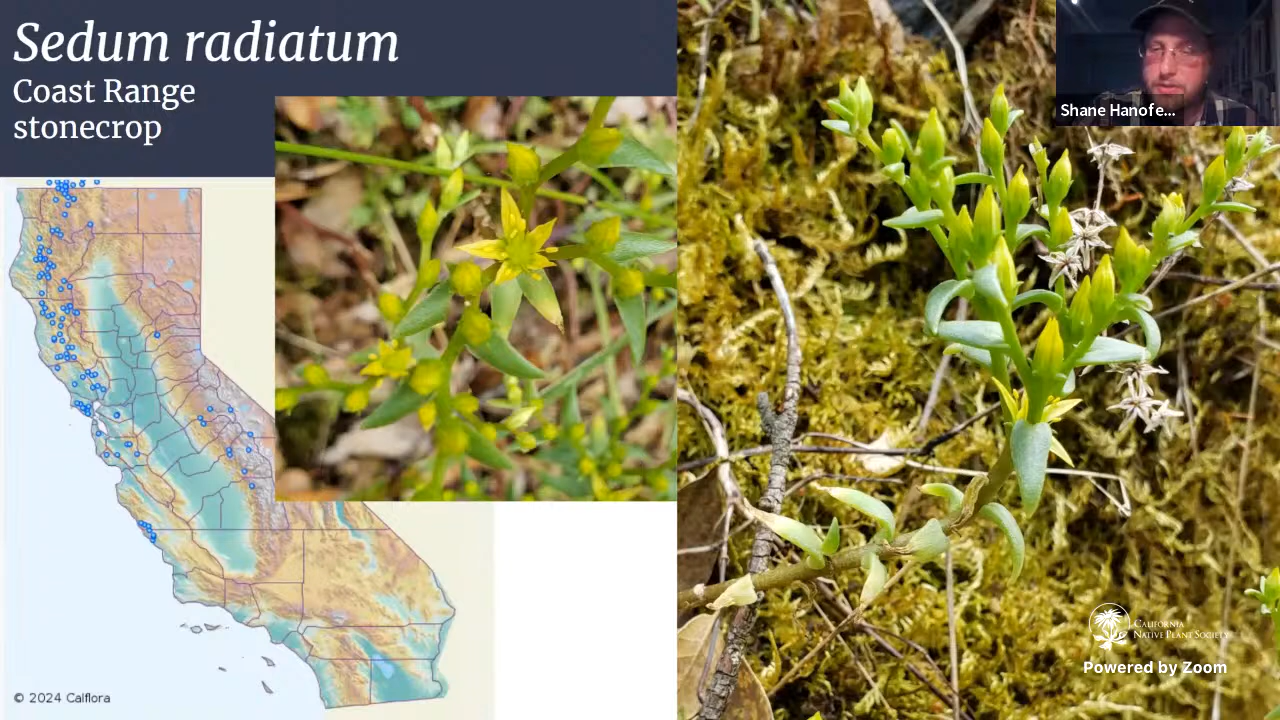 Sedum radiatum
Coast Range
stonecrop
Shane Hanofe...
© 2024 Calflora
CALIFORNIA
NATIVE PLANT SOCIETY
Powered by Zoom